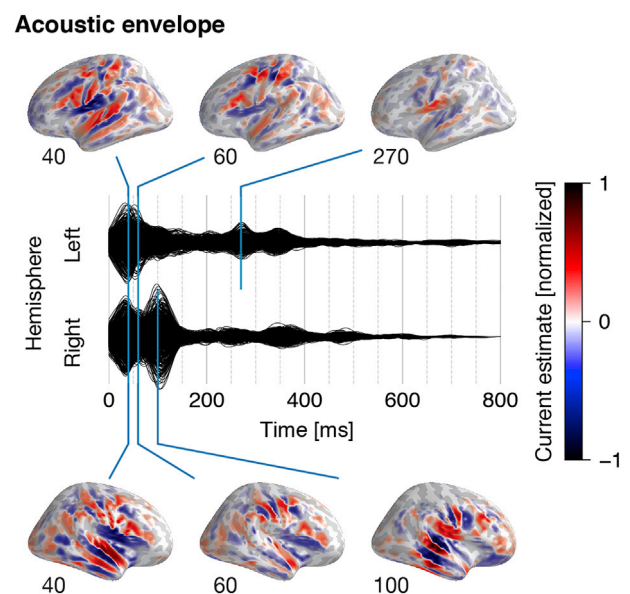 Acoustic envelope
40
60
270
Hemisphere
Left
Right
0
200
400
600
800
Time [ms]
Current estimate [normalized]
1
0
−1
40
60
100